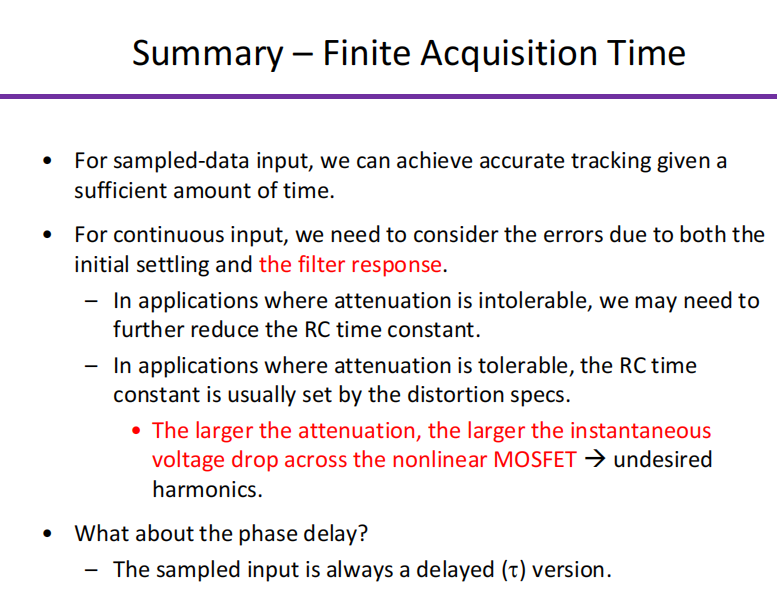 Summary – Finite Acquisition Time
• For sampled-data input, we can achieve accurate tracking given a
sufficient amount of time.
• For continuous input, we need to consider the errors due to both the
initial settling and the filter response.
– In applications where attenuation is intolerable, we may need to
further reduce the RC time constant.
– In applications where attenuation is tolerable, the RC time
constant is usually set by the distortion specs.
• The larger the attenuation, the larger the instantaneous
voltage drop across the nonlinear MOSFET → undesired
harmonics.
• What about the phase delay?
– The sampled input is always a delayed (τ) version.